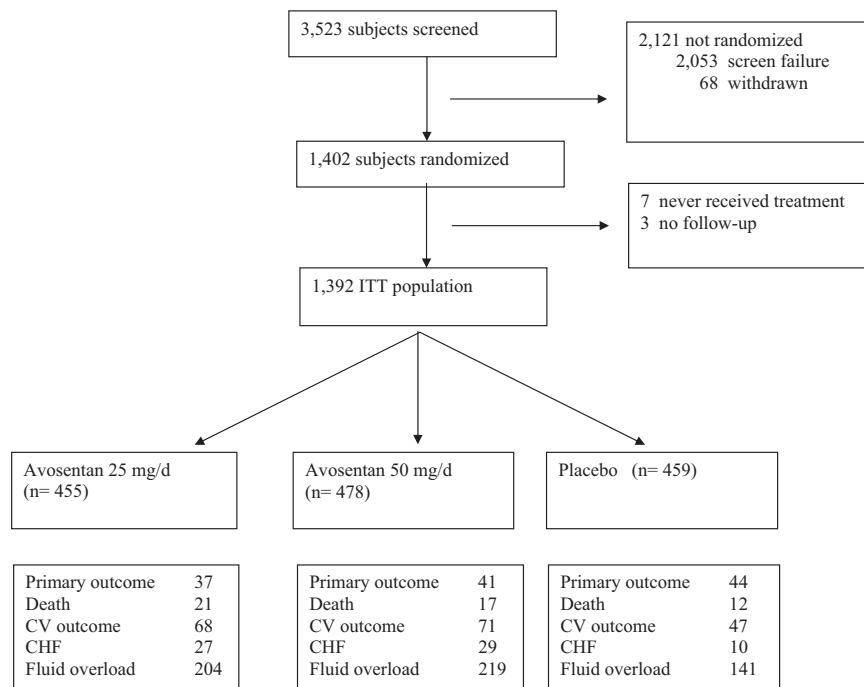 3,523 subjects screened
2,121 not randomized
2,053 screen failure
68 withdrawn
1,402 subjects randomized
7 never received treatment
3 no follow-up
1,392 ITT population
Avosentan 25 mg/d
(n= 455)
Avosentan 50 mg/d
(n= 478)
Placebo (n= 459)
Primary outcome 37
Death 21
CV outcome 68
CHF 27
Fluid overload 204
Primary outcome 41
Death 17
CV outcome 71
CHF 29
Fluid overload 219
Primary outcome 44
Death 12
CV outcome 47
CHF 10
Fluid overload 141